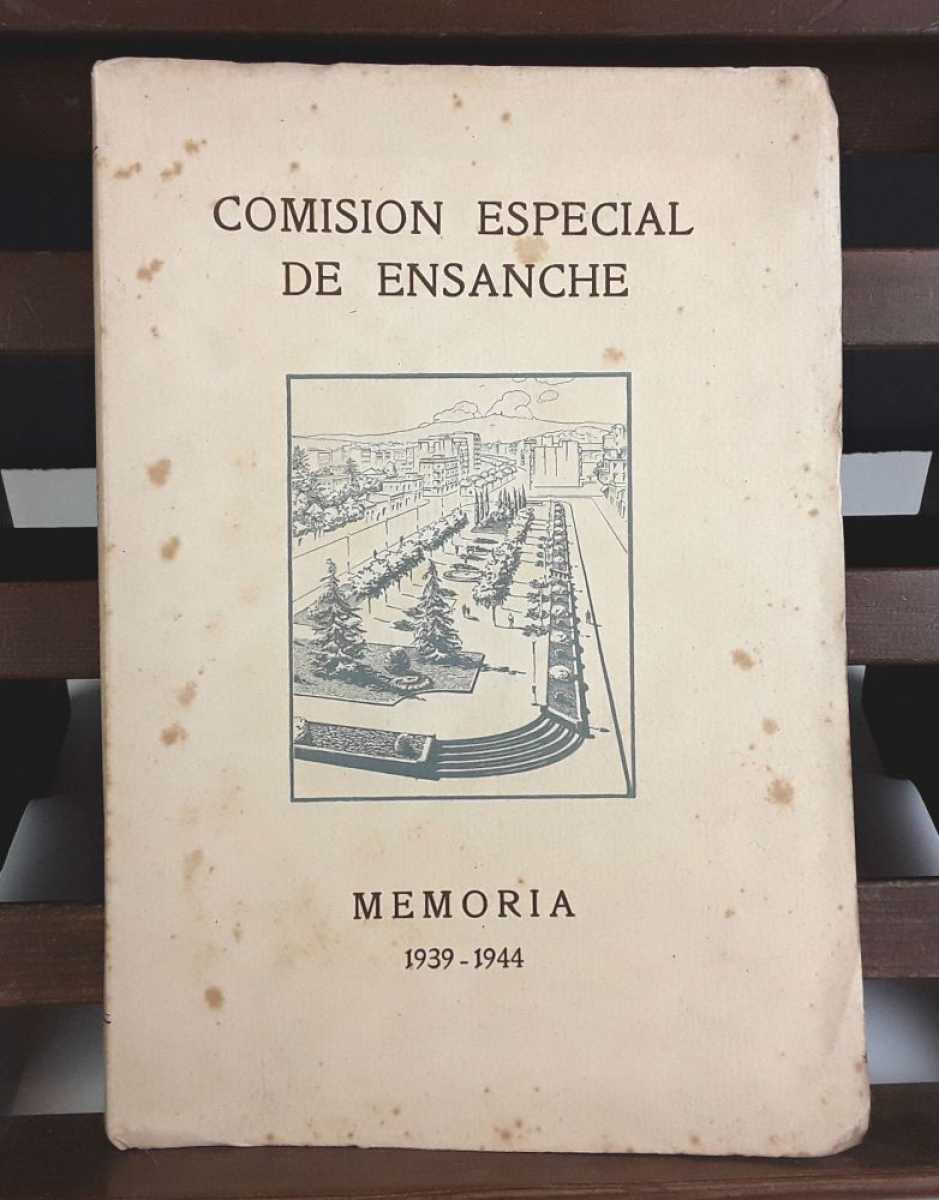 COMISION ESPECIAL
DE ENSANCHE
MEMORIA
1939-1944